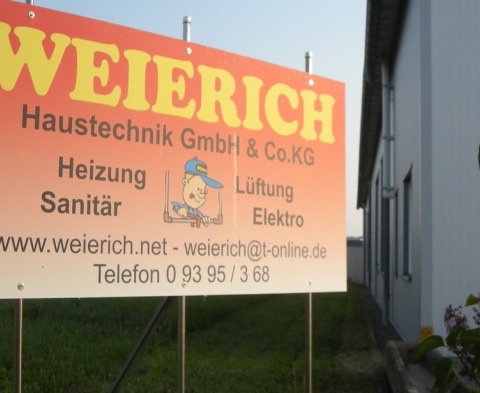 WEIERICH
Haustechnik GmbH & Co.KG
Heizung
Sanitär
Lüftung
Elektro
www.weierich.net - weierich@t-online.de
Telefon 0 93 95 / 3 68